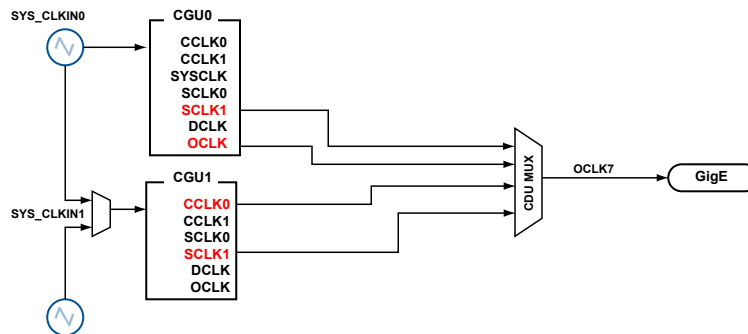 SYS_CLKIN0
CGU0
CCLK0
CCLK1
SYSCLK
SCLK0
SCLK1
DCLK
OCLK
CDU MUX
OCLK7
GigE
SYS_CLKIN1
CGU1
CCLK0
CCLK1
SCLK0
SCLK1
DCLK
OCLK